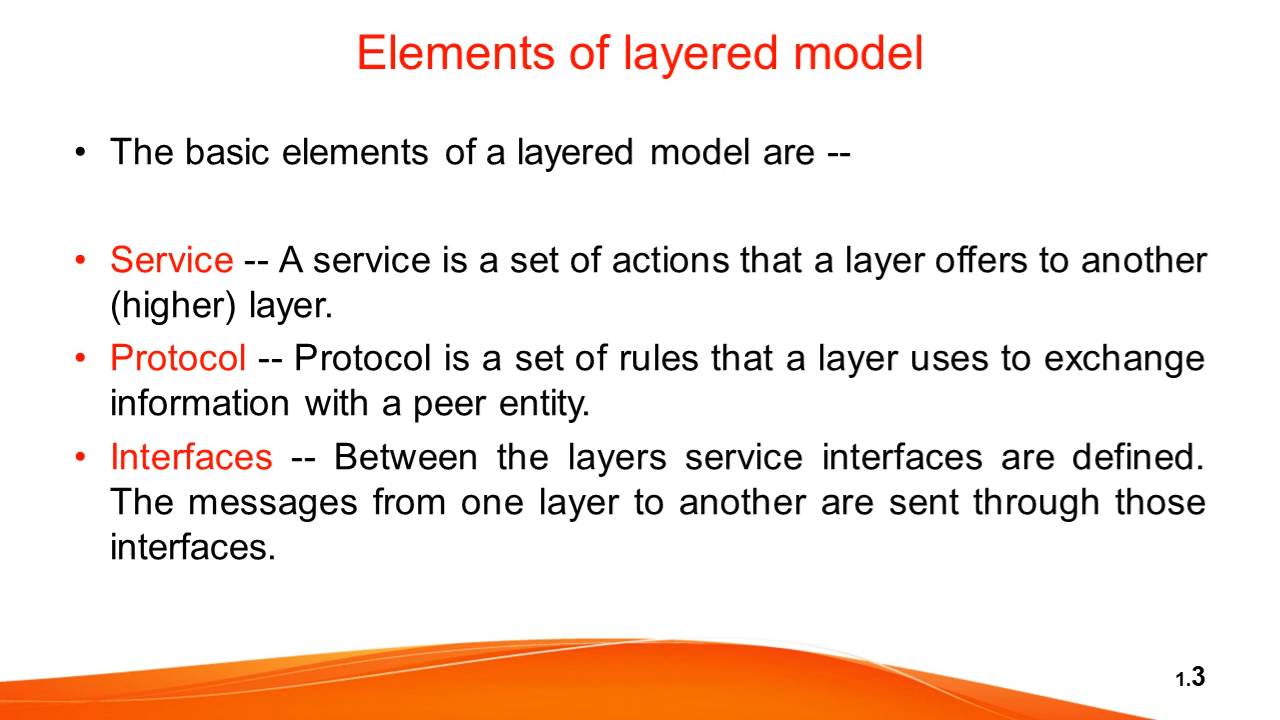 Elements of layered model
• The basic elements of a layered model are --
• Service -- A service is a set of actions that a layer offers to another
(higher) layer.
• Protocol -- Protocol is a set of rules that a layer uses to exchange
information with a peer entity.
• Interfaces -- Between the layers service interfaces are defined.
The messages from one layer to another are sent through those
interfaces.
1.3